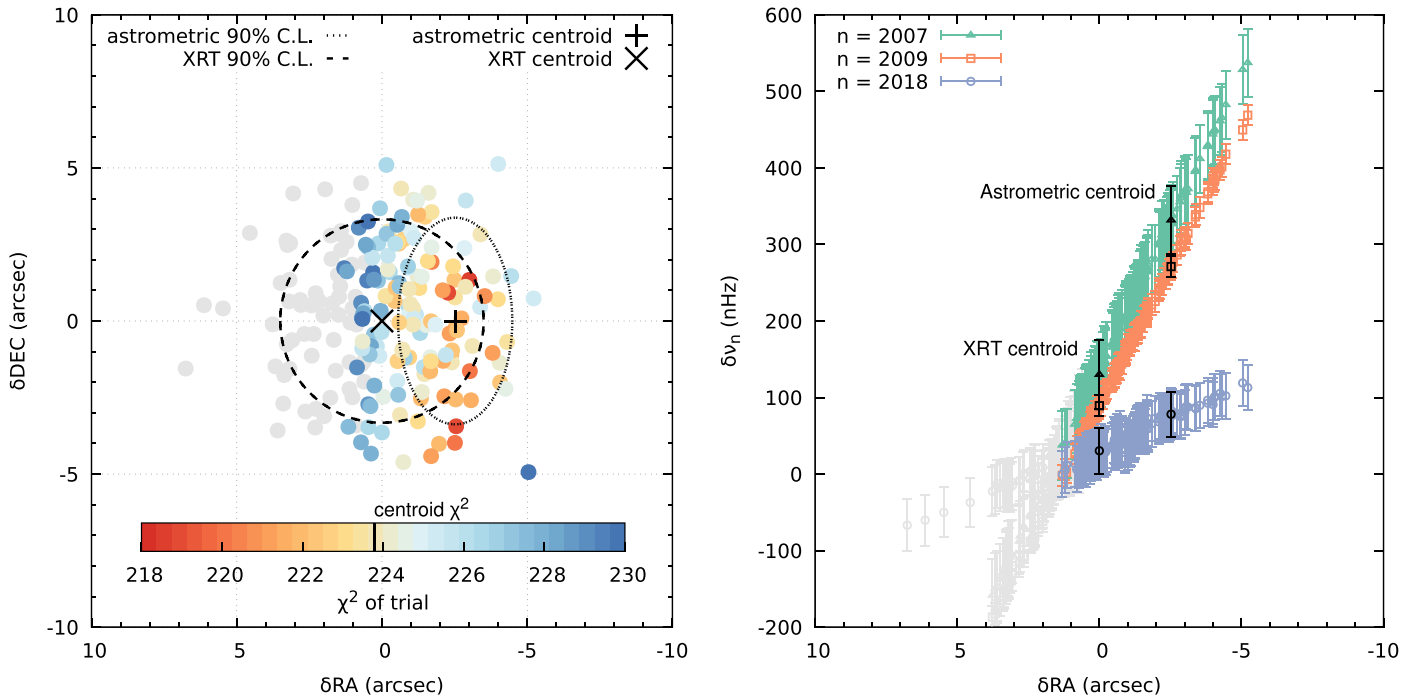 astrometric 90% C.L.
XRT 90% C.L.
astrometric centroid
XRT centroid
10
5
0
-5
-10
δDEC (arcsec)
centroid χ²
218 220 222 224 226 228 230
χ² of trial
10 5 0 -5 -10
δRA (arcsec)
n = 2007
n = 2009
n = 2018
600
500
400
300
200
100
0
-100
-200
δνₙ (nHz)
Astrometric centroid
XRT centroid
10 5 0 -5 -10
δRA (arcsec)